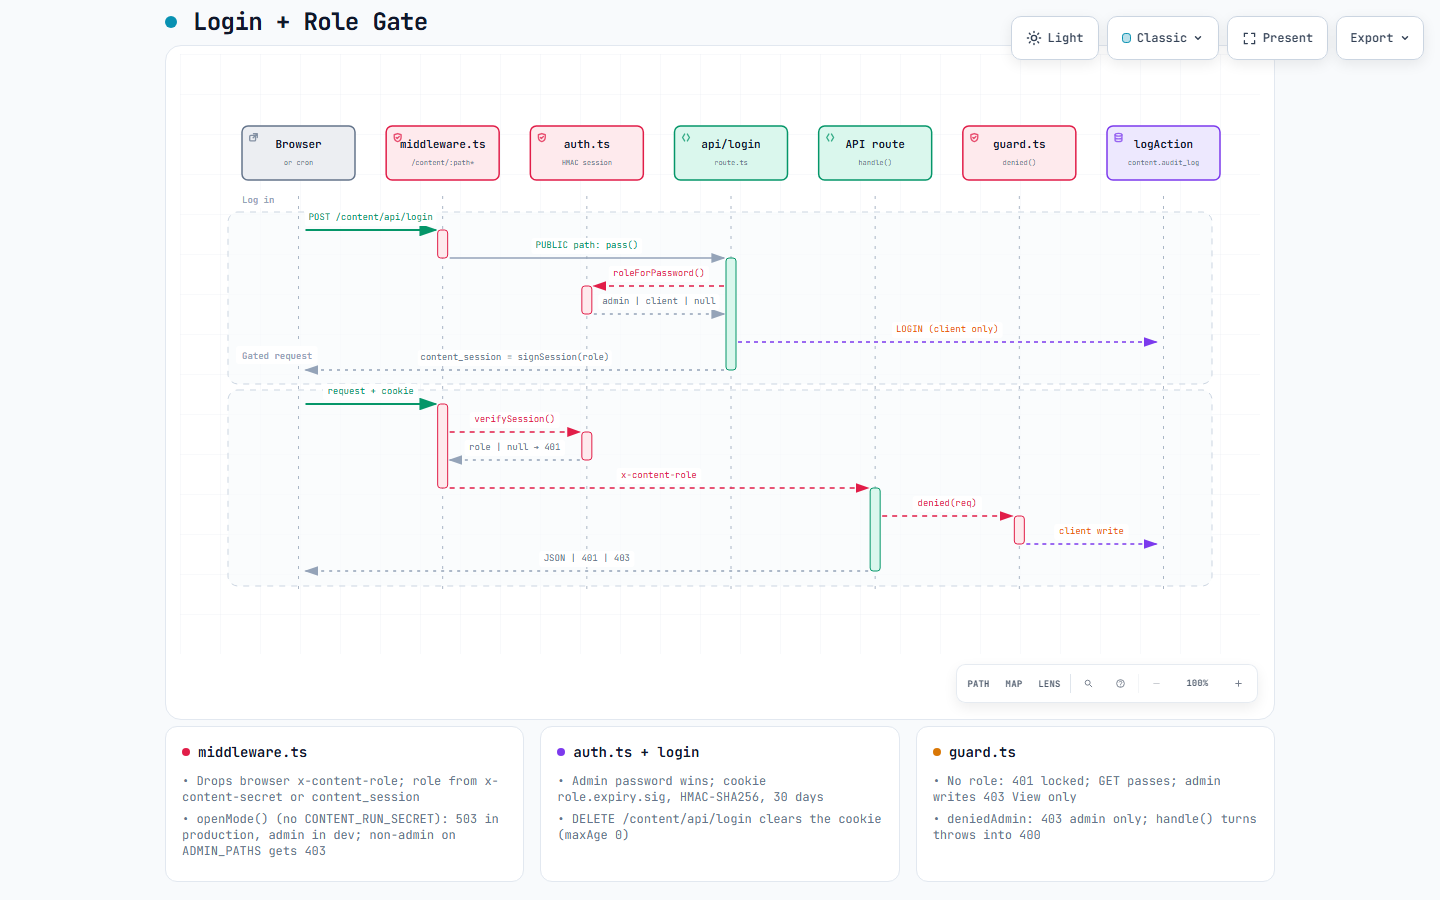 Login + Role Gate
Light
Classic
Present
Export
Browser
or cron
middleware.ts
/content/:path*
auth.ts
HMAC session
api/login
route.ts
API route
handle()
guard.ts
denied()
logAction
content.audit_log
Log in
POST /content/api/login
PUBLIC path: pass()
roleForPassword()
admin | client | null
LOGIN (client only)
Gated request
content_session = signSession(role)
request + cookie
verifySession()
role | null → 401
x-content-role
denied(req)
client write
JSON | 401 | 403
PATH
MAP
LENS
100%
middleware.ts
• Drops browser x-content-role; role from x-
content-secret or content_session
• openMode() (no CONTENT_RUN_SECRET): 503 in
production, admin in dev; non-admin on
ADMIN_PATHS gets 403
auth.ts + login
• Admin password wins; cookie
role.expiry.sig, HMAC-SHA256, 30 days
• DELETE /content/api/login clears the cookie
(maxAge 0)
guard.ts
• No role: 401 locked; GET passes; admin
writes 403 View only
• deniedAdmin: 403 admin only; handle() turns
throws into 400